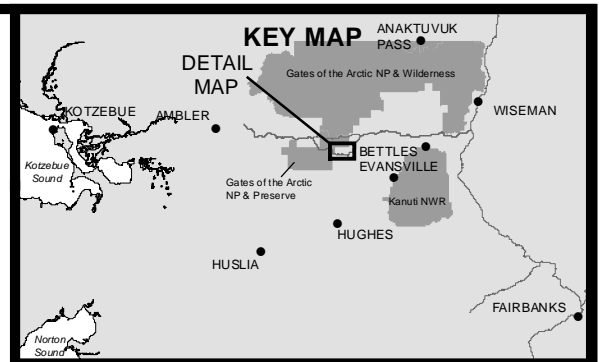 KEY MAP
ANAKTUVUK
PASS
DETAIL
MAP
Gates of the Arctic NP & Wilderness
KOTZEBUE
AMBLER
WISEMAN
Kotzebue
Sound
BETTLES
EVANSVILLE
Gates of the Arctic
NP & Preserve
Kanuti NWR
HUGHES
HUSLIA
FAIRBANKS
Norton
Sound